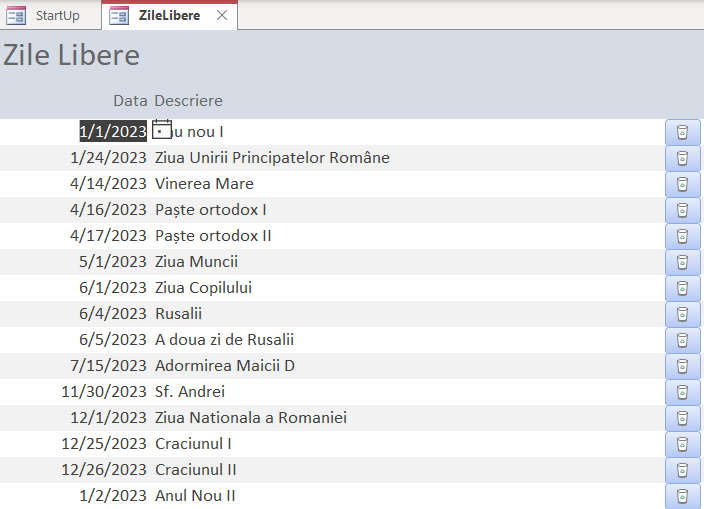 StartUp ZileLibere
Zile Libere
Data Descriere
1/1/2023 nu nou I
1/24/2023 Ziua Unirii Principatelor Române
4/14/2023 Vinerea Mare
4/16/2023 Paște ortodox I
4/17/2023 Paște ortodox II
5/1/2023 Ziua Muncii
6/1/2023 Ziua Copilului
6/4/2023 Rusalii
6/5/2023 A doua zi de Rusalii
7/15/2023 Adormirea Maicii D
11/30/2023 Sf. Andrei
12/1/2023 Ziua Nationala a Romaniei
12/25/2023 Craciunul I
12/26/2023 Craciunul II
1/2/2023 Anul Nou II